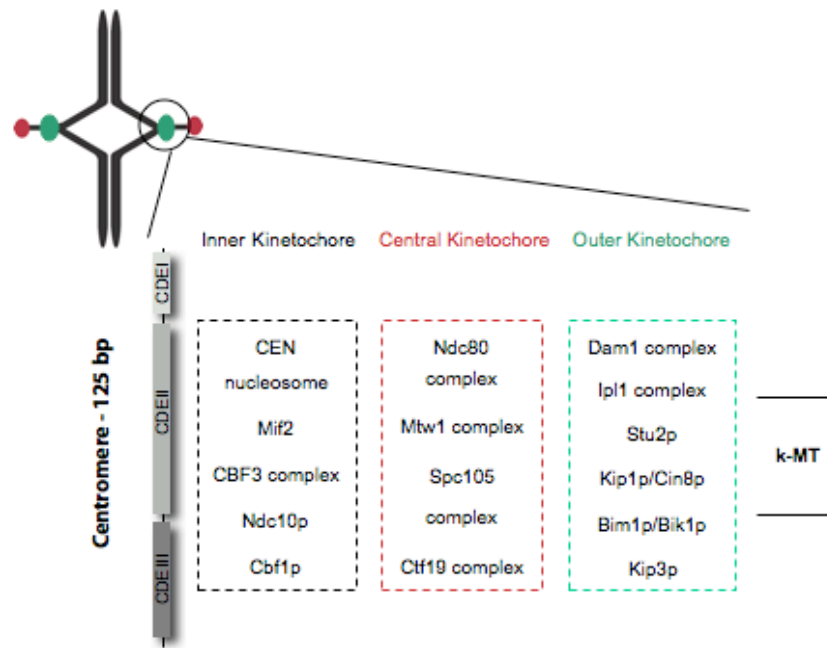 Inner Kinetochore
Central Kinetochore
Outer Kinetochore
CDEI
CDEII
CDEIII
Centromere - 125 bp
CEN
nucleosome
Mif2
CBF3 complex
Ndc10p
Cbf1p
Ndc80
complex
Mtw1 complex
Spc105
complex
Ctf19 complex
Dam1 complex
Ipl1 complex
Stu2p
Kip1p/Cin8p
Bim1p/Bik1p
Kip3p
k-MT